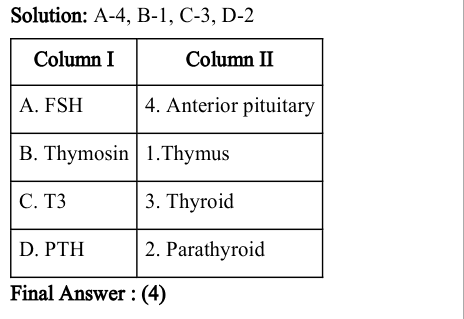 Solution: A-4, B-1, C-3, D-2
Column I Column II
A. FSH 4. Anterior pituitary
B. Thymosin 1.Thymus
C. T3 3. Thyroid
D. PTH 2. Parathyroid
Final Answer : (4)